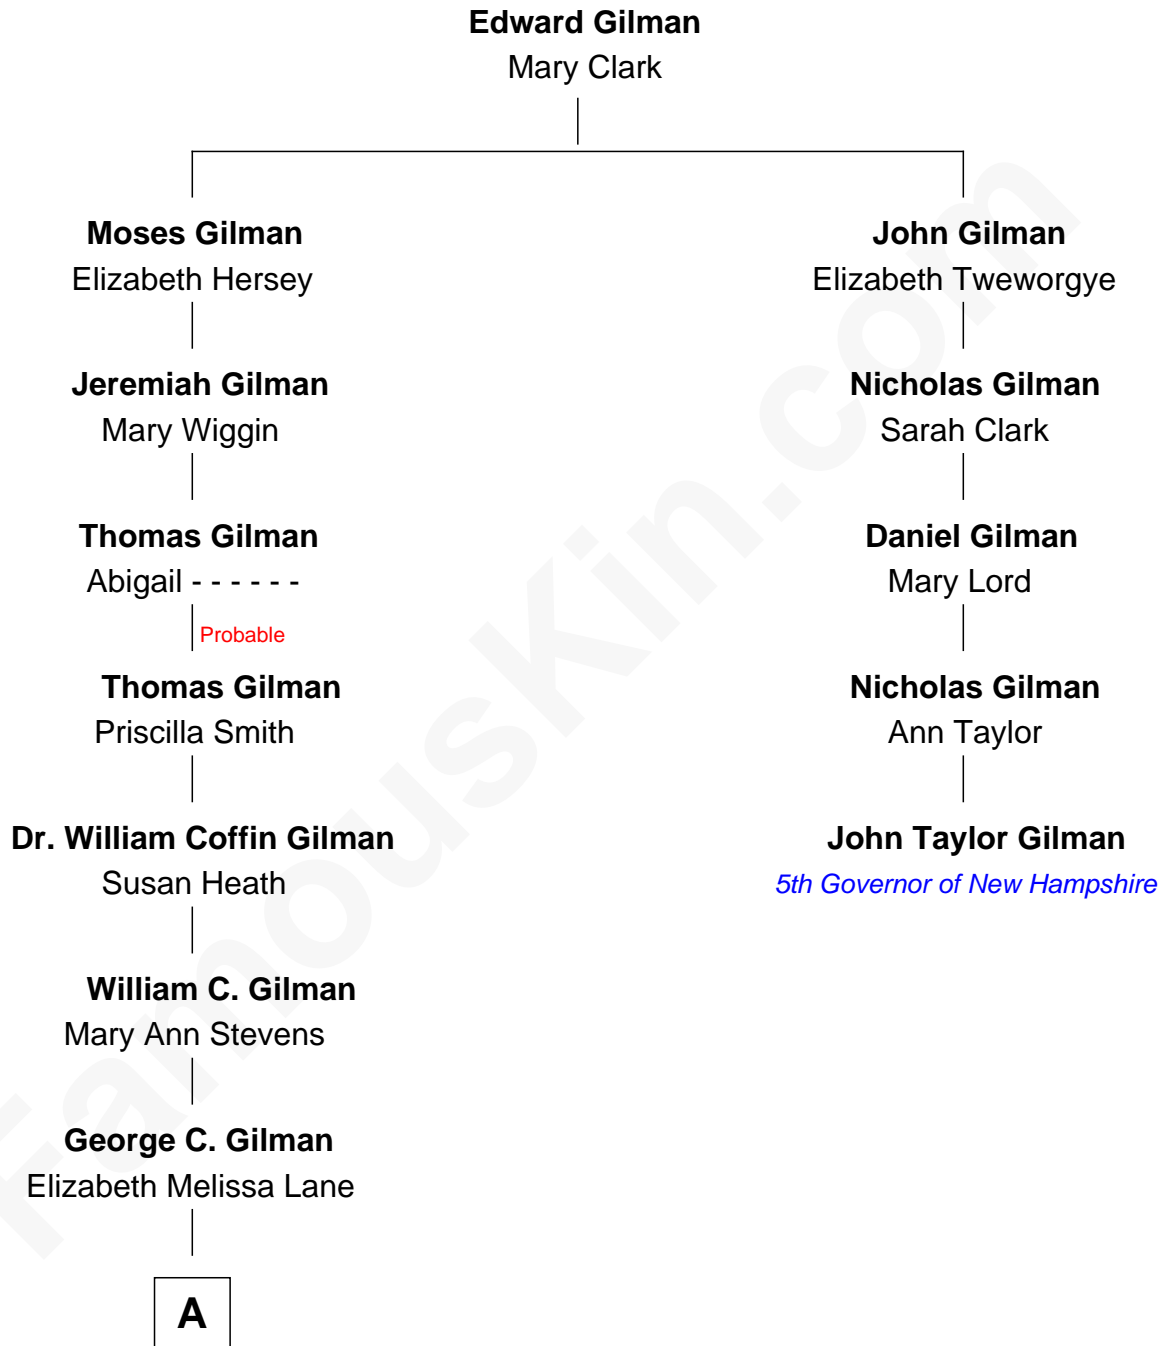 Edward Gilman
Mary Clark
Moses Gilman
Elizabeth Hersey
John Gilman
Elizabeth Tweworgye
Jeremiah Gilman
Mary Wiggin
Nicholas Gilman
Sarah Clark
Thomas Gilman
Abigail - - - - - -
Daniel Gilman
Mary Lord
Probable
Thomas Gilman
Priscilla Smith
Nicholas Gilman
Ann Taylor
Dr. William Coffin Gilman
Susan Heath
John Taylor Gilman
5th Governor of New Hampshire
William C. Gilman
Mary Ann Stevens
George C. Gilman
Elizabeth Melissa Lane
A
FamousKin.com